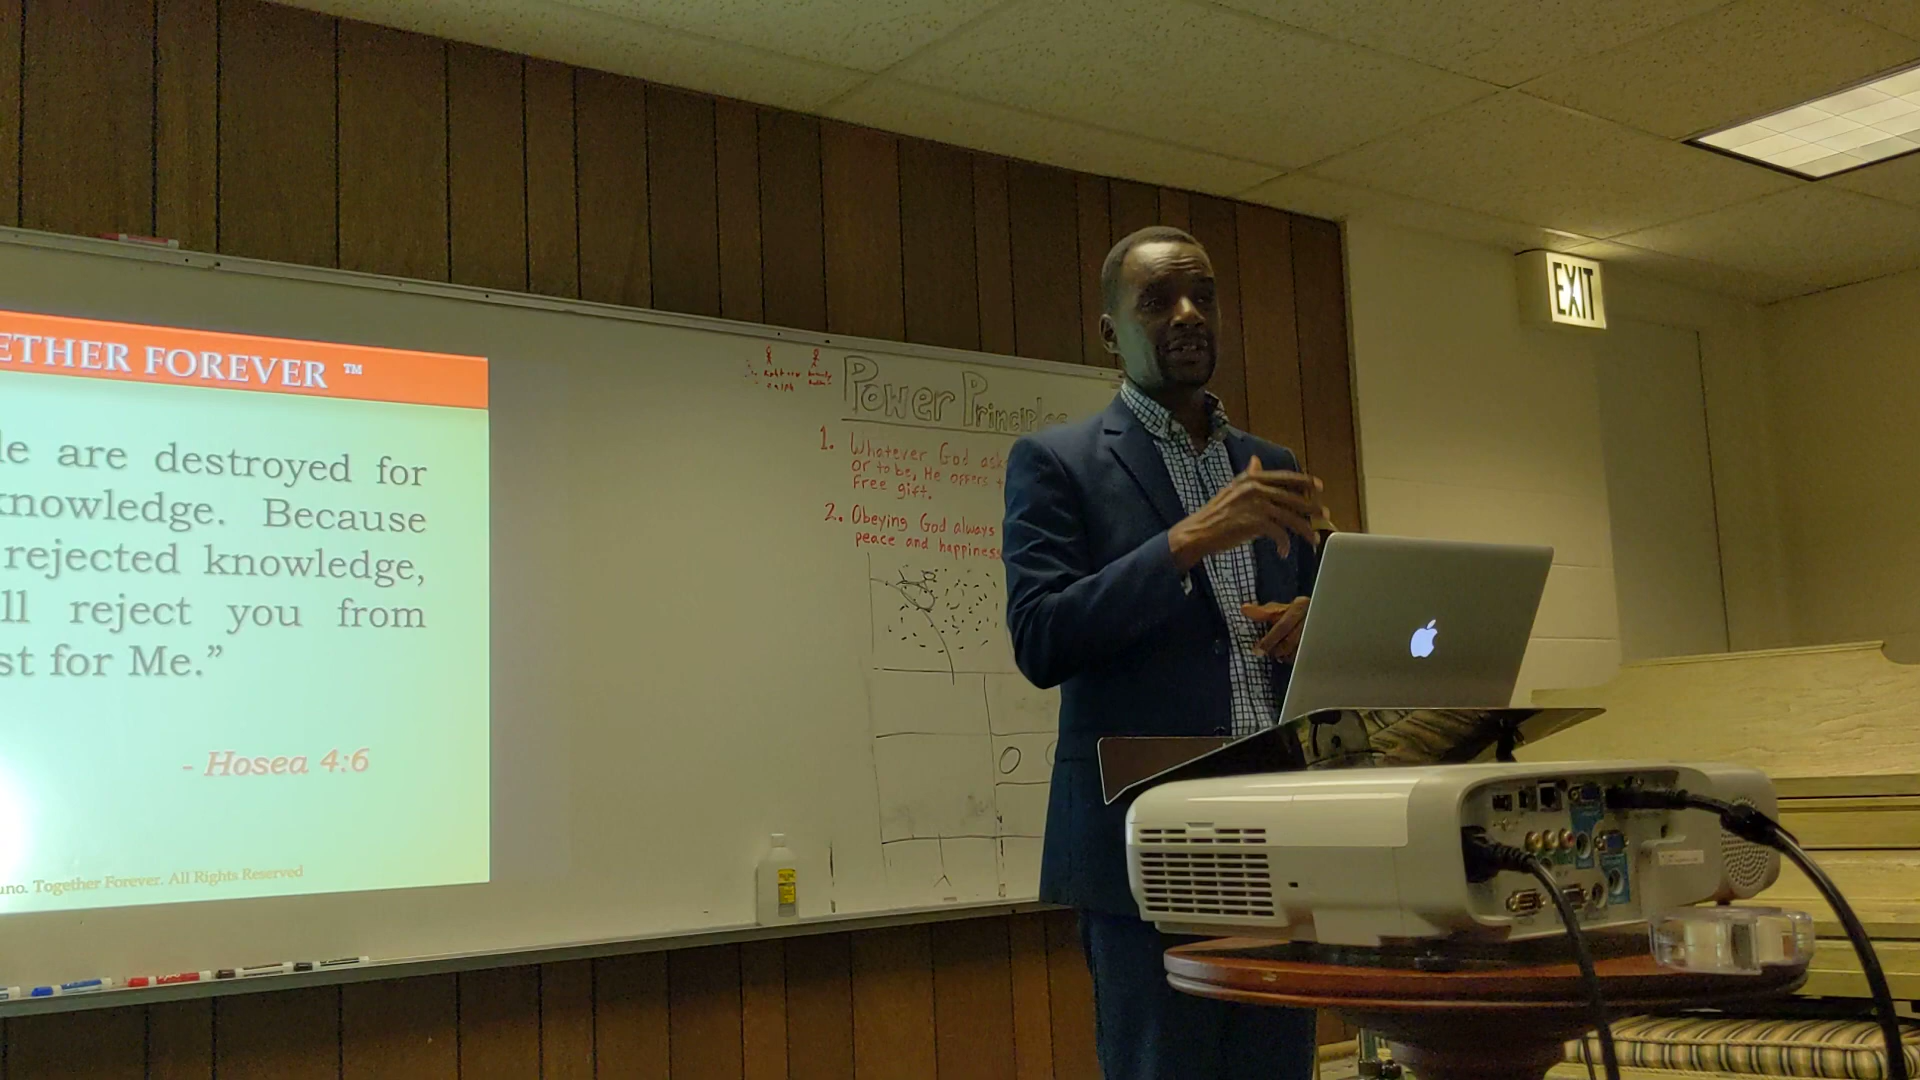 ETHER FOREVER ™
le are destroyed for
knowledge. Because
rejected knowledge,
ll reject you from
st for Me.”
- Hosea 4:6
uno. Together Forever. All Rights Reserved
Power Principles
1. Whatever God ask
or to be, He offers t
Free gift.
2. Obeying God always
peace and happiness
EXIT